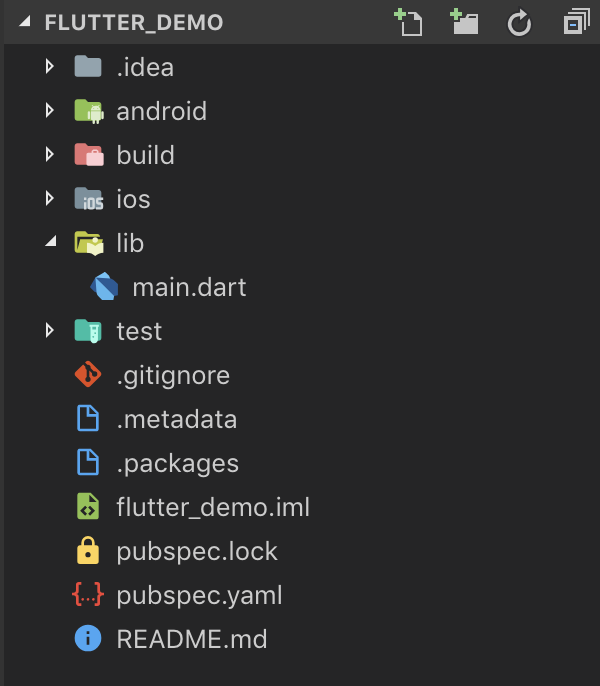 FLUTTER_DEMO
.idea
android
build
iOS
ios
lib
main.dart
test
.gitignore
.metadata
.packages
flutter_demo.iml
pubspec.lock
pubspec.yaml
README.md